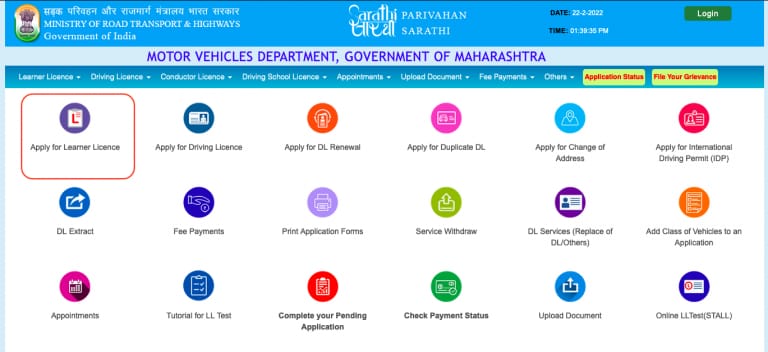 सड़क परिवहन और राजमार्ग मंत्रालय भारत सरकार
MINISTRY OF ROAD TRANSPORT & HIGHWAYS
Government of India
Sarathi
सारथी
PARIVAHAN
SARATHI
DATE: 22-2-2022
TIME: 01:39:35 PM
Login
MOTOR VEHICLES DEPARTMENT, GOVERNMENT OF MAHARASHTRA
Learner Licence Driving Licence Conductor Licence Driving School Licence Appointments Upload Document Fee Payments Others Application Status File Your Grievance
L
Apply for Learner Licence
Apply for Driving Licence
Apply for DL Renewal
Apply for Duplicate DL
Apply for Change of
Address
Apply for International
Driving Permit (IDP)
DL Extract
Fee Payments
Print Application Forms
Service Withdraw
DL Services (Replace of
DL/Others)
Add Class of Vehicles to an
Application
Appointments
Tutorial for LL Test
Complete your Pending
Application
Check Payment Status
Upload Document
Online LLTest(STALL)